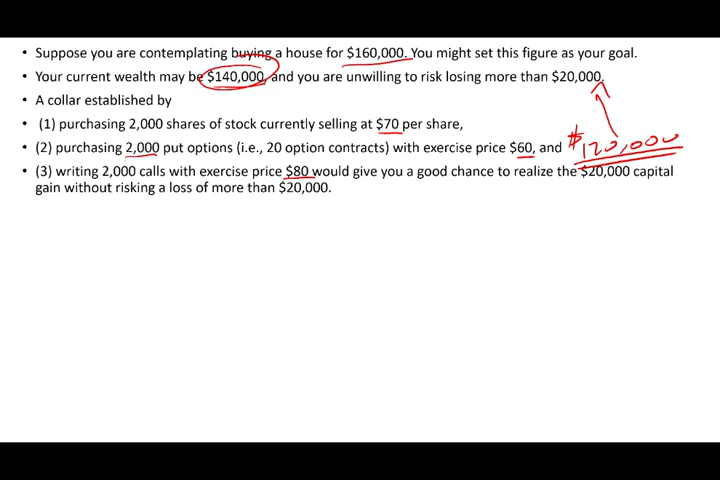 • Suppose you are contemplating buying a house for $160,000. You might set this figure as your goal.
• Your current wealth may be $140,000, and you are unwilling to risk losing more than $20,000.
• A collar established by
• (1) purchasing 2,000 shares of stock currently selling at $70 per share,
• (2) purchasing 2,000 put options (i.e., 20 option contracts) with exercise price $60, and
$120,000
• (3) writing 2,000 calls with exercise price $80 would give you a good chance to realize the $20,000 capital
gain without risking a loss of more than $20,000.